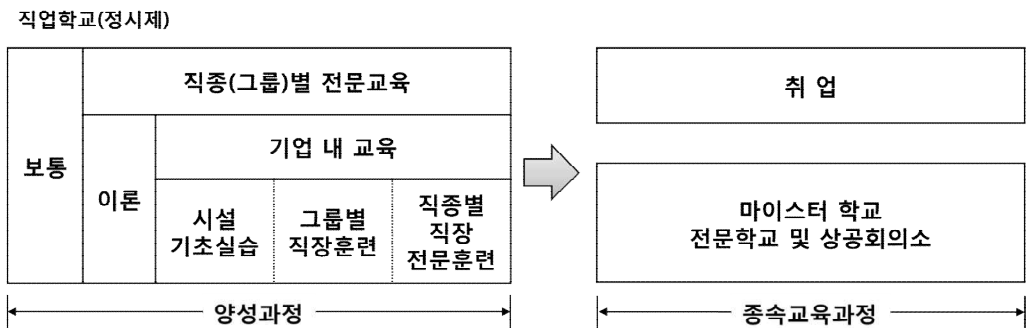 직업학교(정시제)
직종(그룹)별 전문교육
보통
이론
기업 내 교육
시설
기초실습
그룹별
직장훈련
직종별
직장
전문훈련
취 업
마이스터 학교
전문학교 및 상공회의소
양성과정
종속교육과정